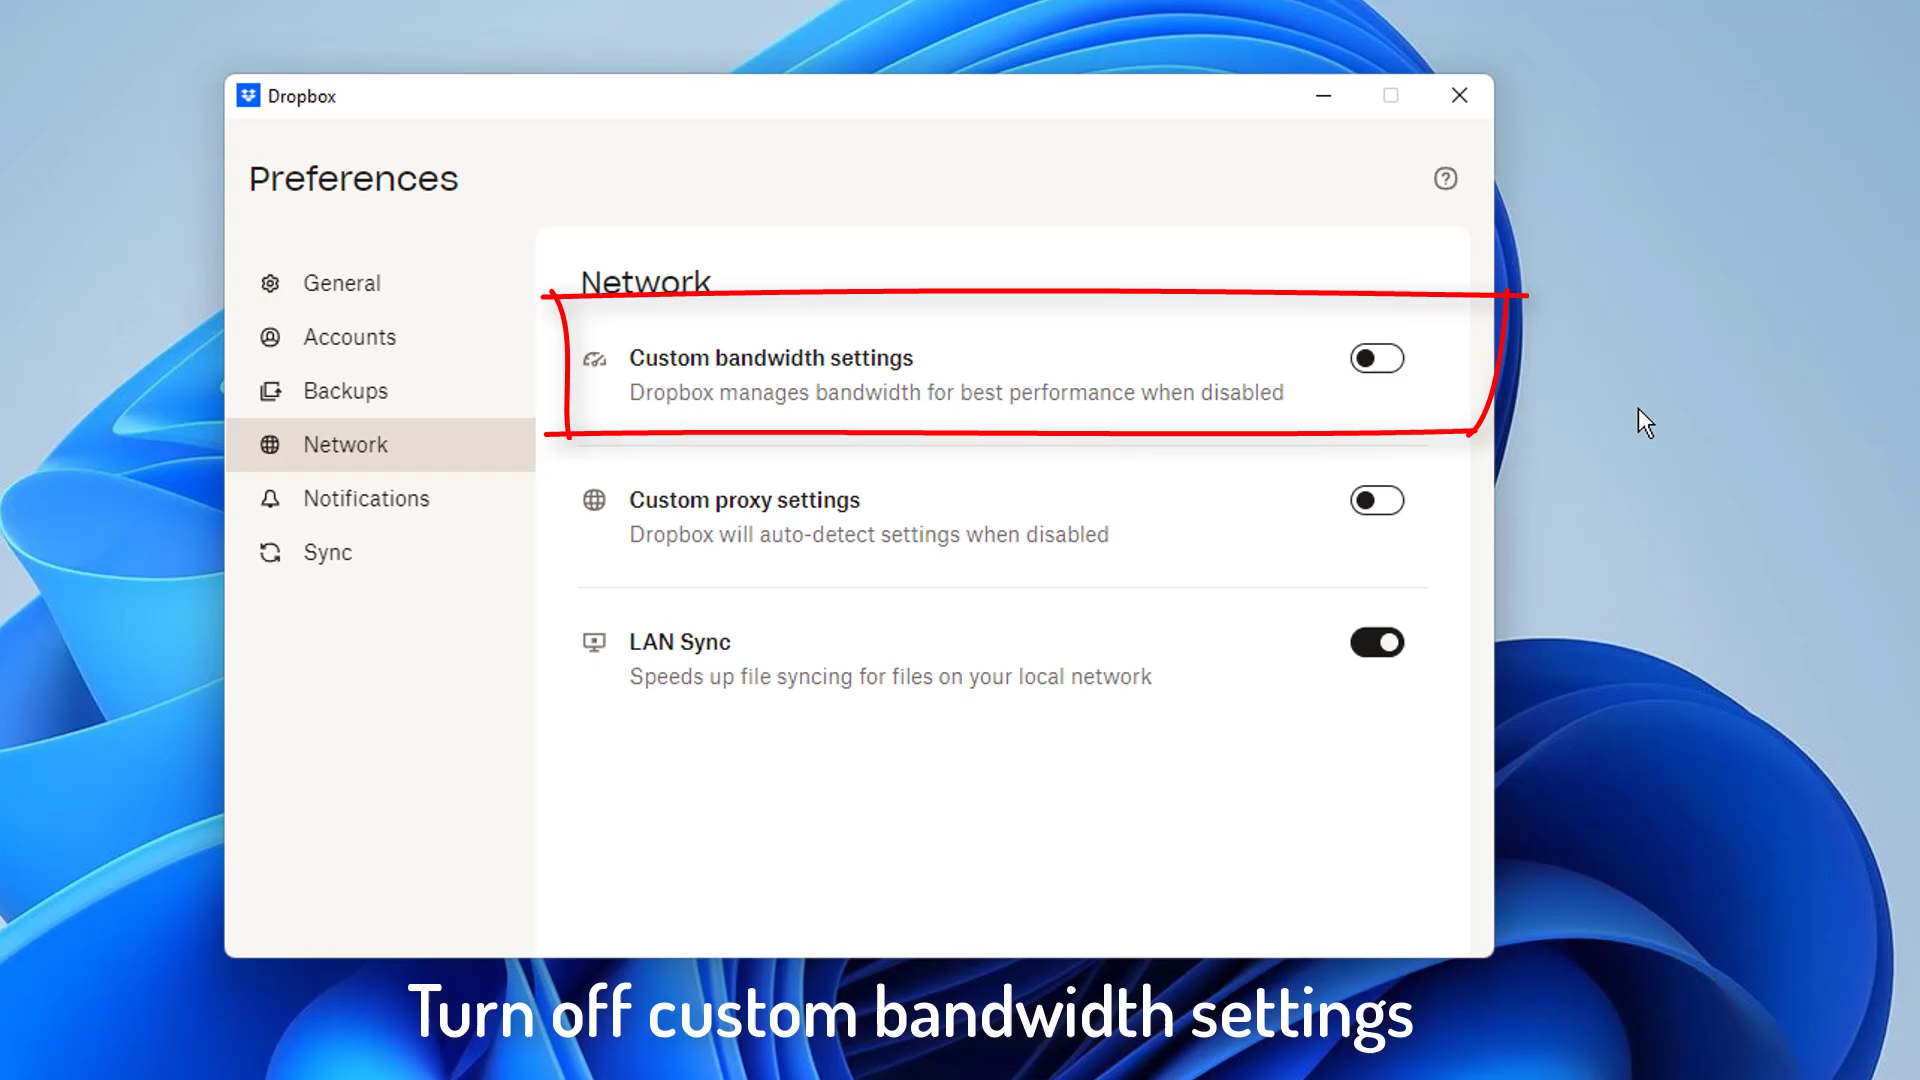 Dropbox
Preferences
General
Accounts
Backups
Network
Notifications
Sync
Network
Custom bandwidth settings
Dropbox manages bandwidth for best performance when disabled
Custom proxy settings
Dropbox will auto-detect settings when disabled
LAN Sync
Speeds up file syncing for files on your local network
Turn off custom bandwidth settings